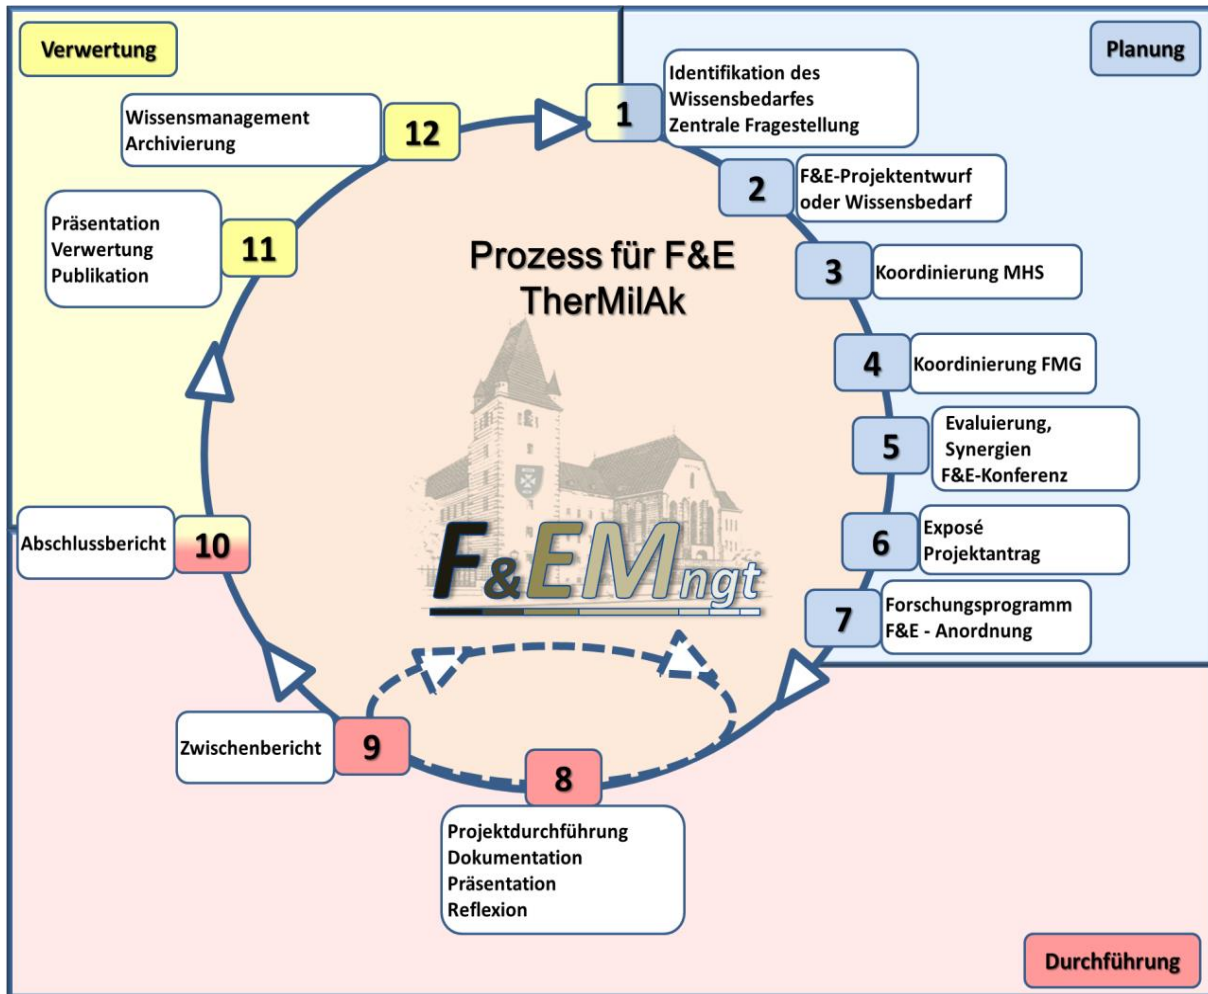 Verwertung
Planung
1
Identifikation des
Wissensbedarfes
Zentrale Fragestellung
2
F&E-Projektentwurf
oder Wissensbedarf
3
Koordinierung MHS
4
Koordinierung FMG
5
Evaluierung,
Synergien
F&E-Konferenz
6
Exposé
Projektantrag
7
Forschungsprogramm
F&E - Anordnung
8
Projektdurchführung
Dokumentation
Präsentation
Reflexion
9
Zwischenbericht
10
Abschlussbericht
11
Präsentation
Verwertung
Publikation
12
Wissensmanagement
Archivierung
Prozess für F&E
TherMilAk
F&EMngt
Durchführung